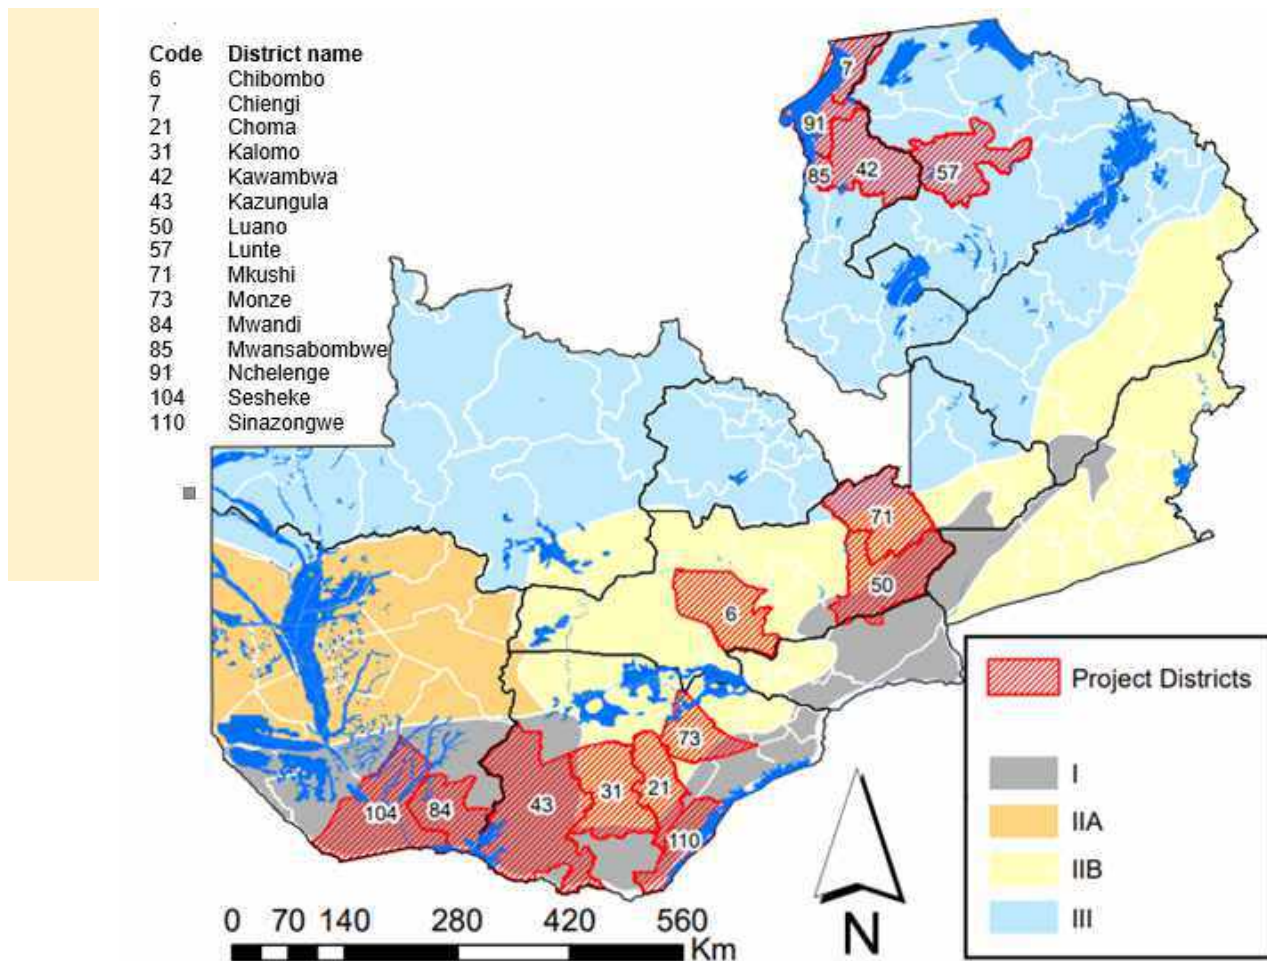 Code District name
6 Chibombo
7 Chiengi
21 Choma
31 Kalomo
42 Kawambwa
43 Kazungula
50 Luano
57 Lunte
71 Mkushi
73 Monze
84 Mwandi
85 Mwansabombwe
91 Nchelenge
104 Sesheke
110 Sinazongwe
7
91
85
42
57
71
50
6
73
31
21
43
104
84
110
Project Districts
I
IIA
IIB
III
0 70 140 280 420 560
Km
N